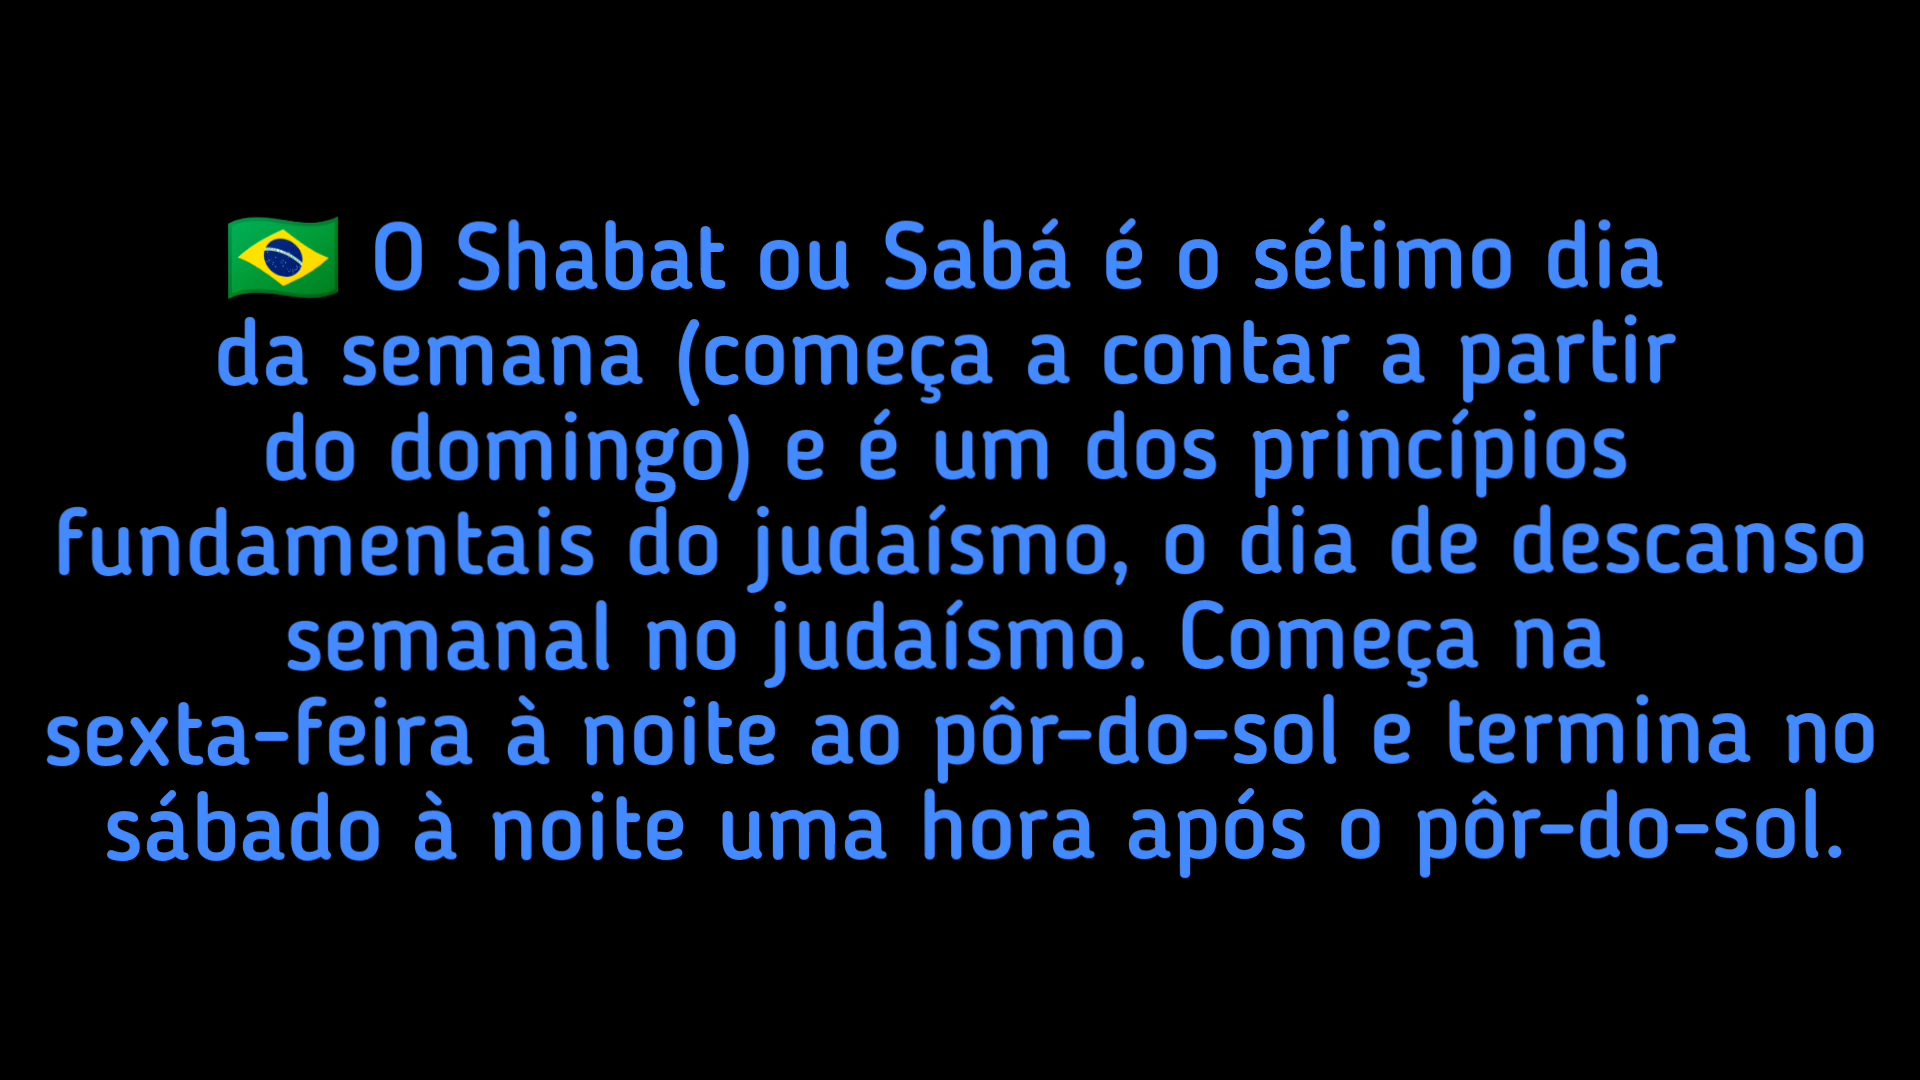 🇧🇷 O Shabat ou Sabá é o sétimo dia
da semana (começa a contar a partir
do domingo) e é um dos princípios
fundamentais do judaísmo, o dia de descanso
semanal no judaísmo. Começa na
sexta-feira à noite ao pôr-do-sol e termina no
sábado à noite uma hora após o pôr-do-sol.